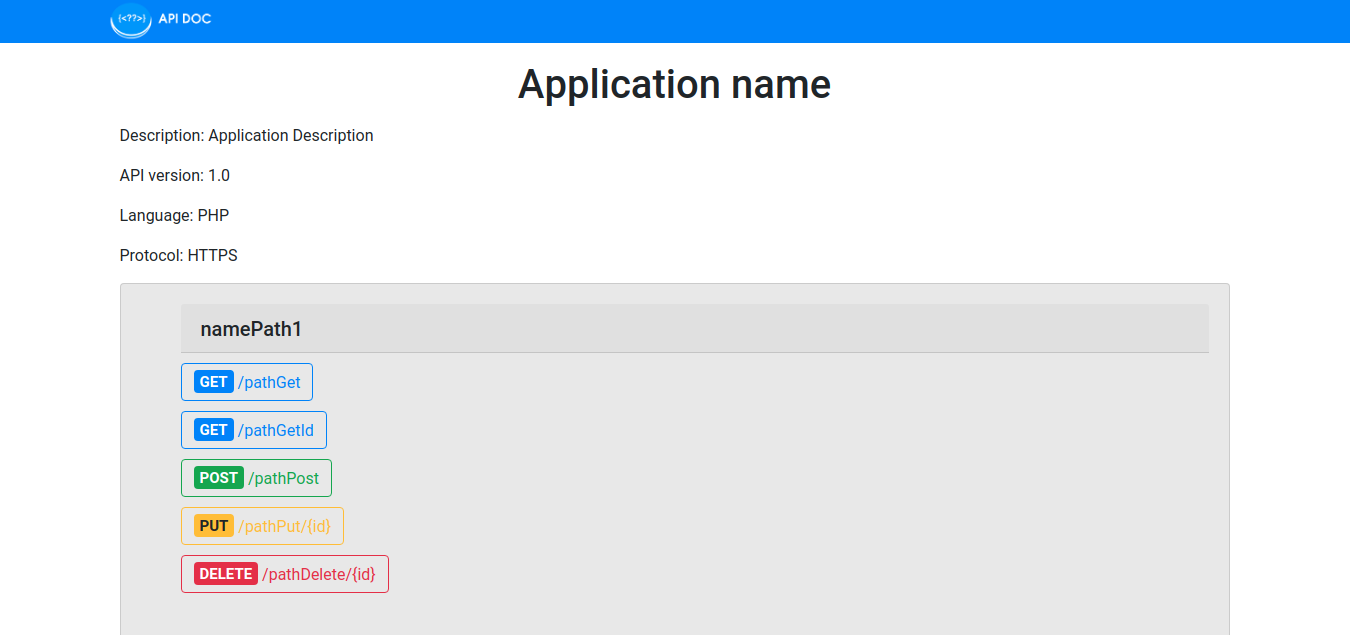 {<??>} API DOC
Application name
Description: Application Description
API version: 1.0
Language: PHP
Protocol: HTTPS
namePath1
GET /pathGet
GET /pathGetId
POST /pathPost
PUT /pathPut/{id}
DELETE /pathDelete/{id}